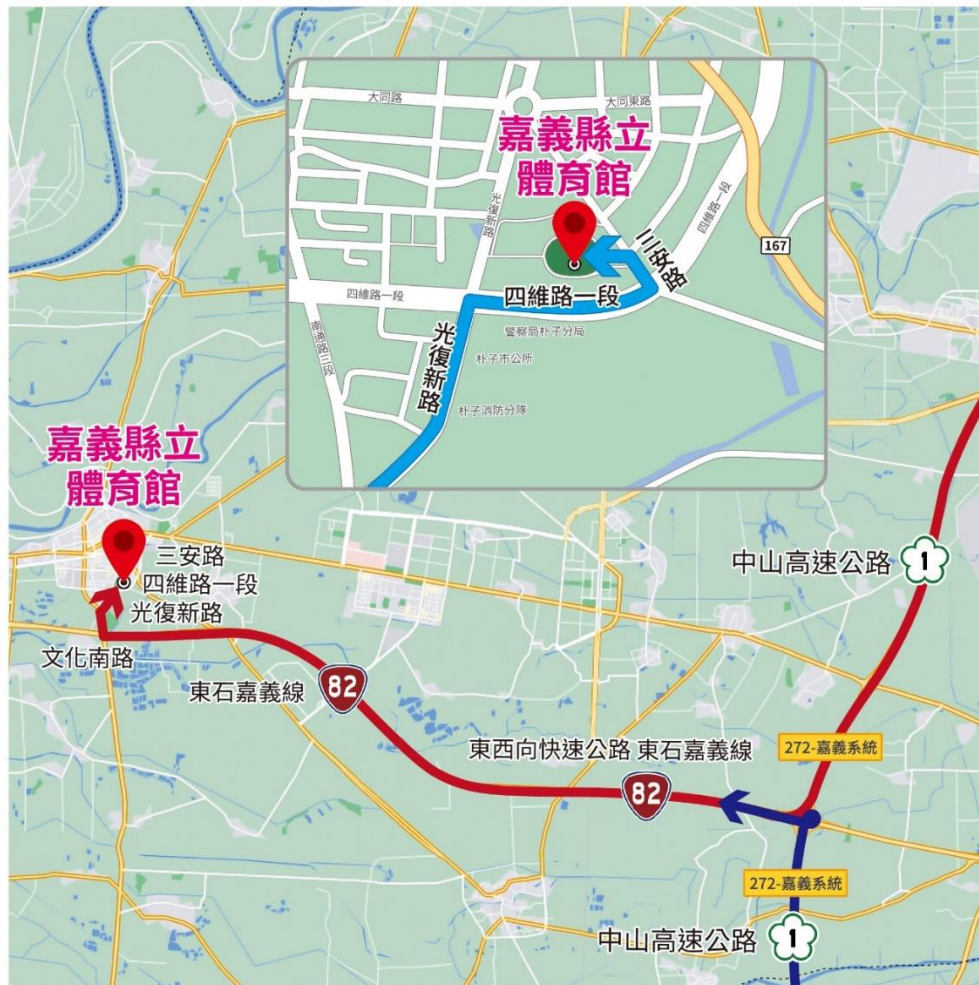 大同路
大同東路
嘉義縣立
體育館
光復新路
四維路一段
三安路
167
四維路一段
四維路一段
南通路三段
光復新路
警察局朴子分局
朴子市公所
朴子消防分隊
嘉義縣立
體育館
三安路
四維路一段
光復新路
文化南路
中山高速公路
1
東石嘉義線
82
東西向快速公路 東石嘉義線
272-嘉義系統
82
272-嘉義系統
中山高速公路
1